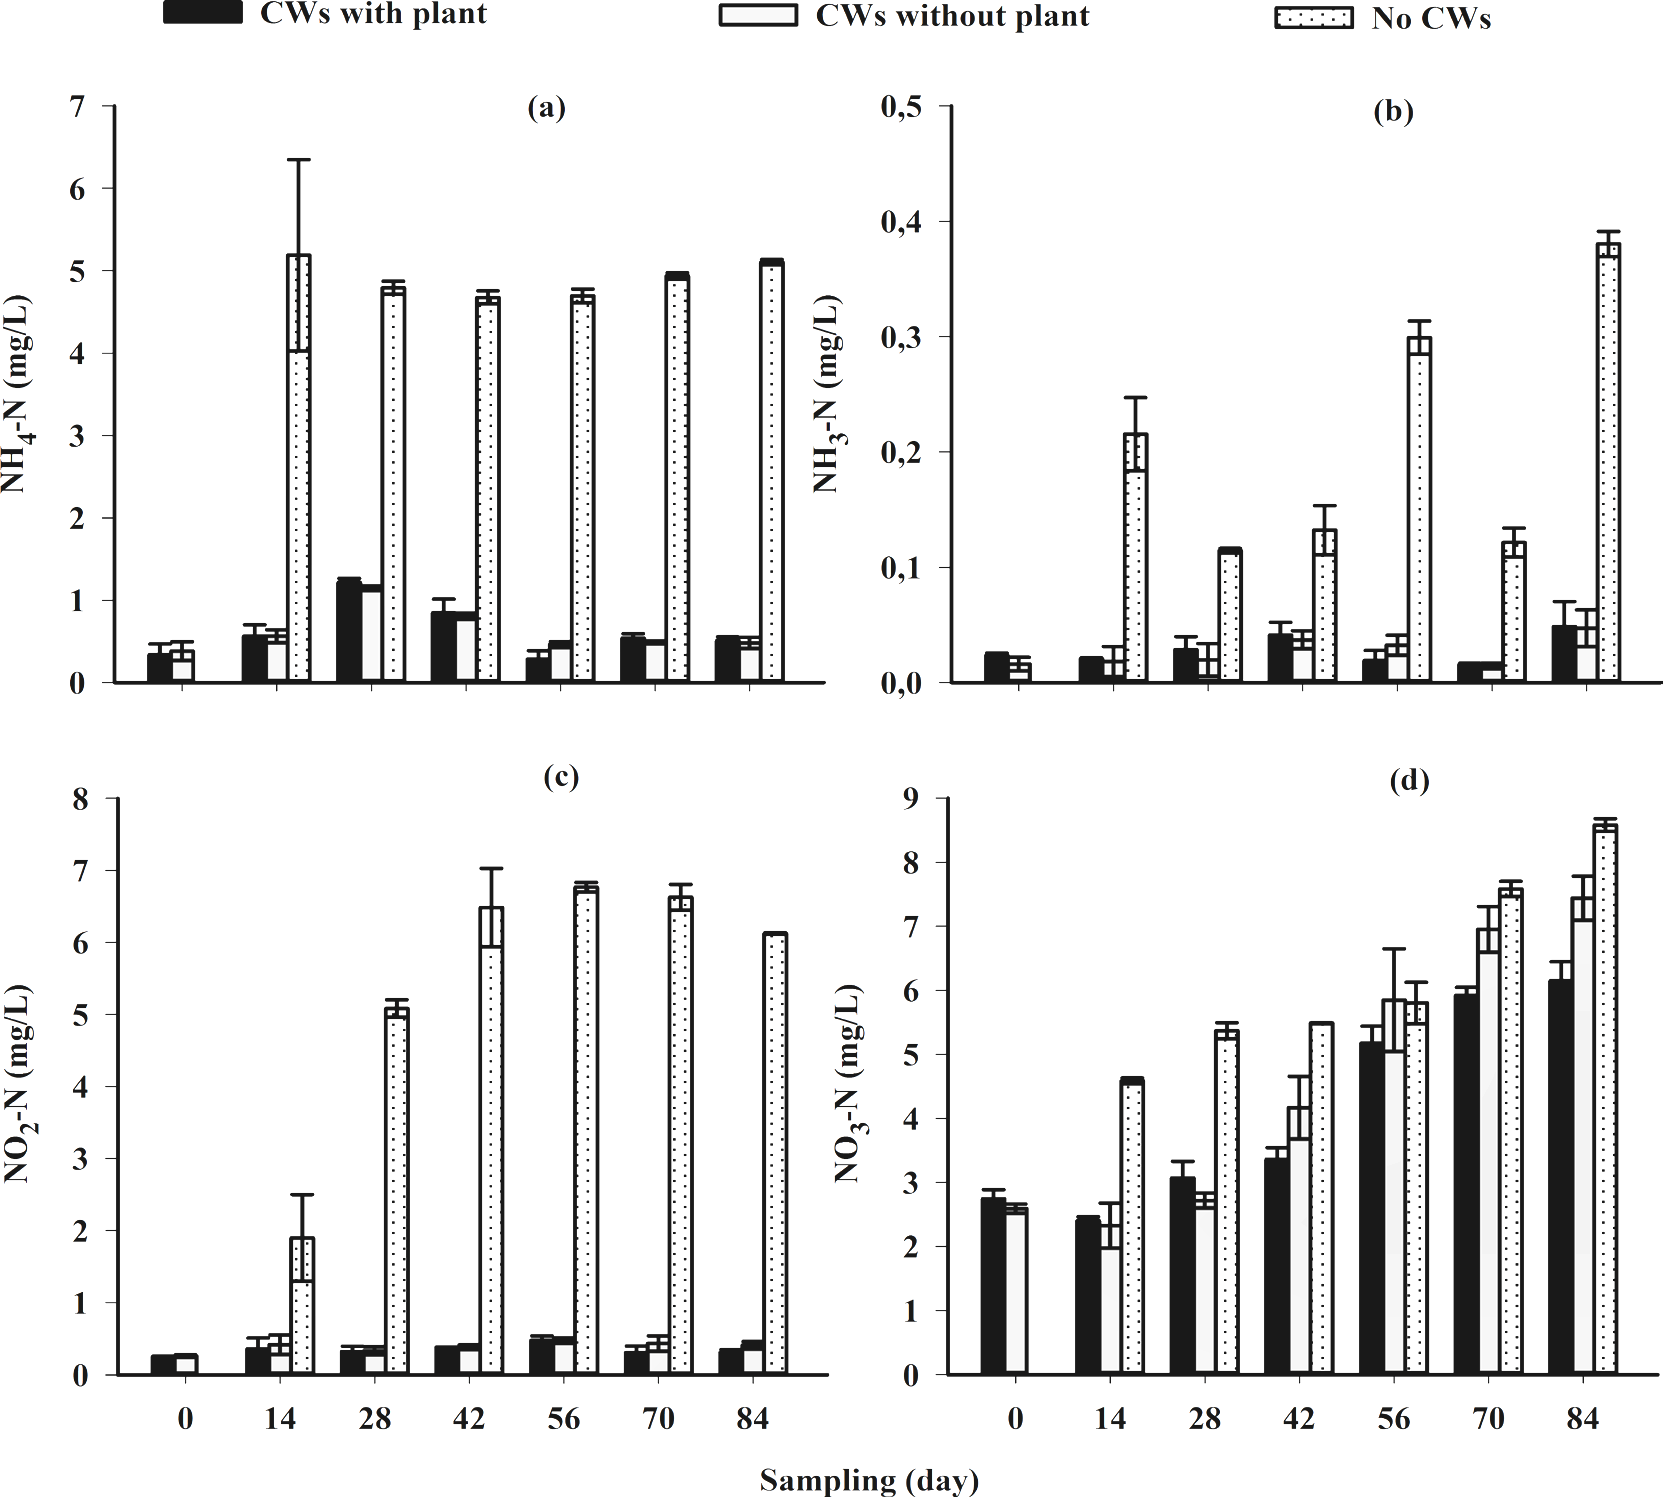 CWs with plant CWs without plant No CWs
(a)
7
6
5
4
3
2
1
0
NH4-N (mg/L)
(b)
0,5
0,4
0,3
0,2
0,1
0,0
NH3-N (mg/L)
(c)
8
7
6
5
4
3
2
1
0
NO2-N (mg/L)
0 14 28 42 56 70 84
(d)
9
8
7
6
5
4
3
2
1
0
NO3-N (mg/L)
0 14 28 42 56 70 84
Sampling (day)